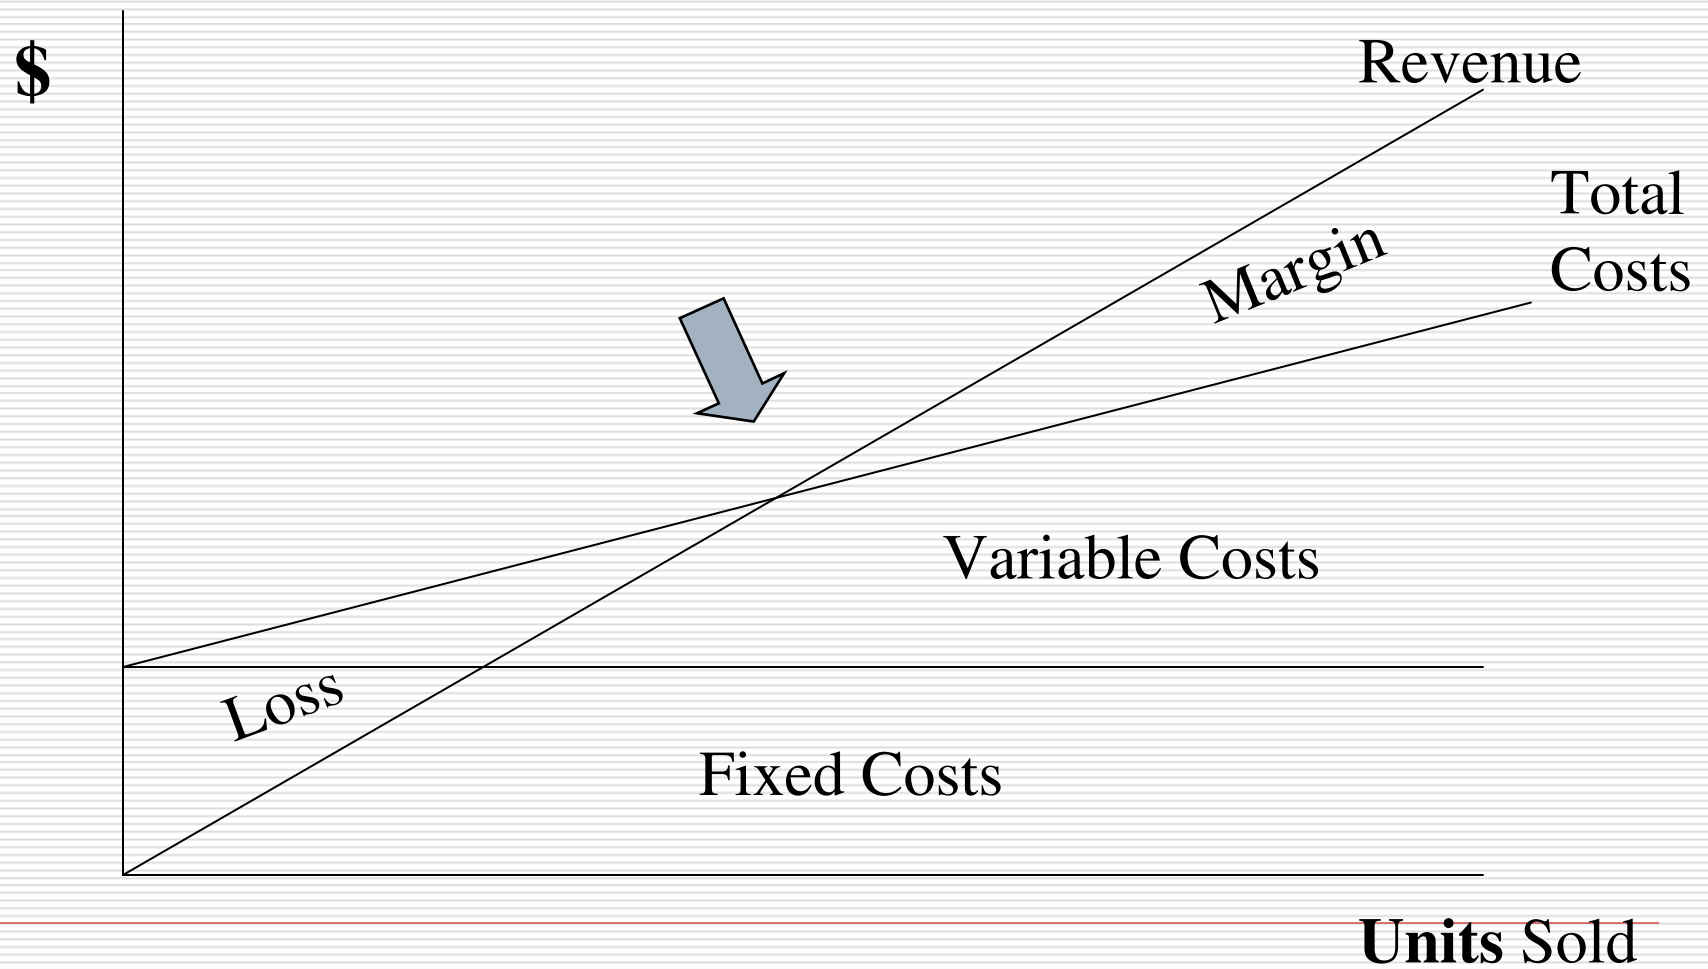 $
Revenue
Total
Costs
Margin
Variable Costs
Loss
Fixed Costs
Units Sold